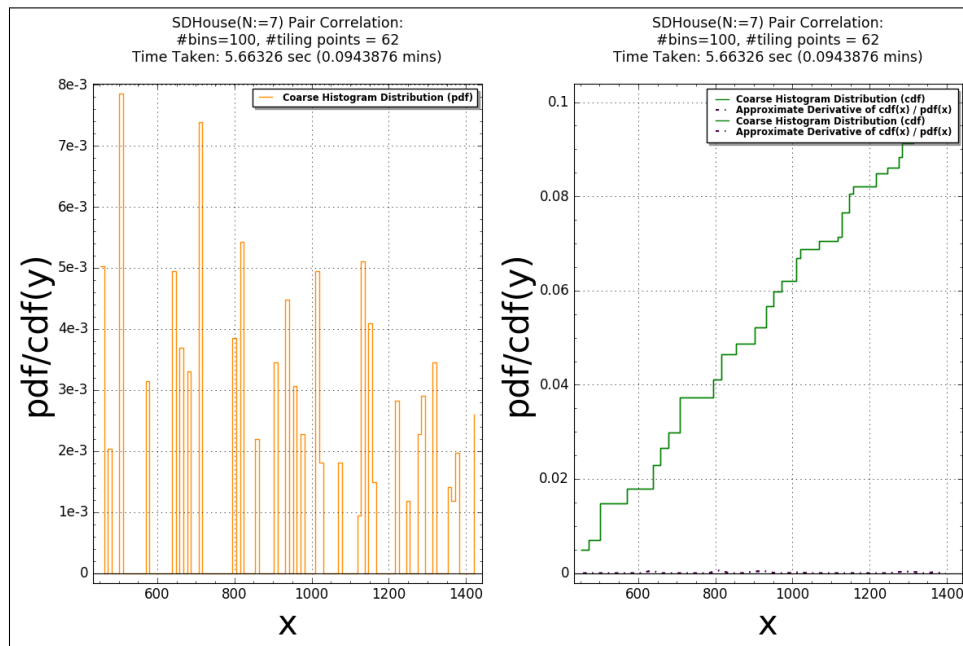 SDHouse(N:=7) Pair Correlation:
#bins=100, #tiling points = 62
Time Taken: 5.66326 sec (0.0943876 mins)
8e-3
7e-3
6e-3
5e-3
4e-3
3e-3
2e-3
1e-3
0
pdf/cdf(y)
Coarse Histogram Distribution (pdf)
600 800 1000 1200 1400
x
SDHouse(N:=7) Pair Correlation:
#bins=100, #tiling points = 62
Time Taken: 5.66326 sec (0.0943876 mins)
0.1
0.08
0.06
0.04
0.02
0
pdf/cdf(y)
Coarse Histogram Distribution (cdf)
Approximate Derivative of cdf(x) / pdf(x)
Coarse Histogram Distribution (cdf)
Approximate Derivative of cdf(x) / pdf(x)
600 800 1000 1200 1400
x